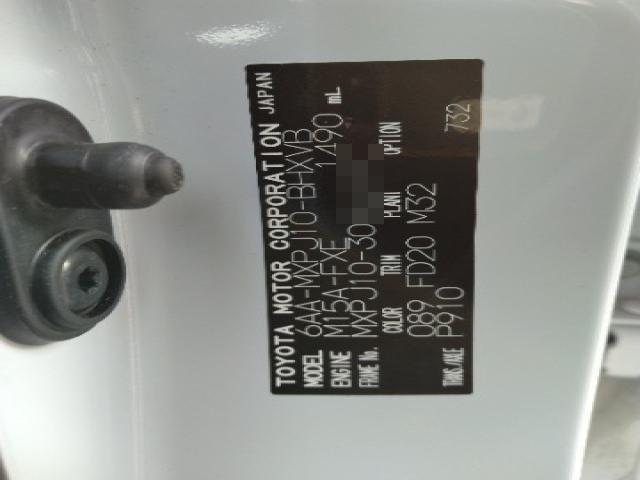 TOYOTA MOTOR CORPORATION JAPAN
MODEL 6AA-MXPJ10-BHXVB
ENGINE M15A-FXE 1490 mL
FRAME No. MXPJ10-30
COLOR TRIM PLANT OPTION
089 FD20 M32
TRANS/AXLE P910 732